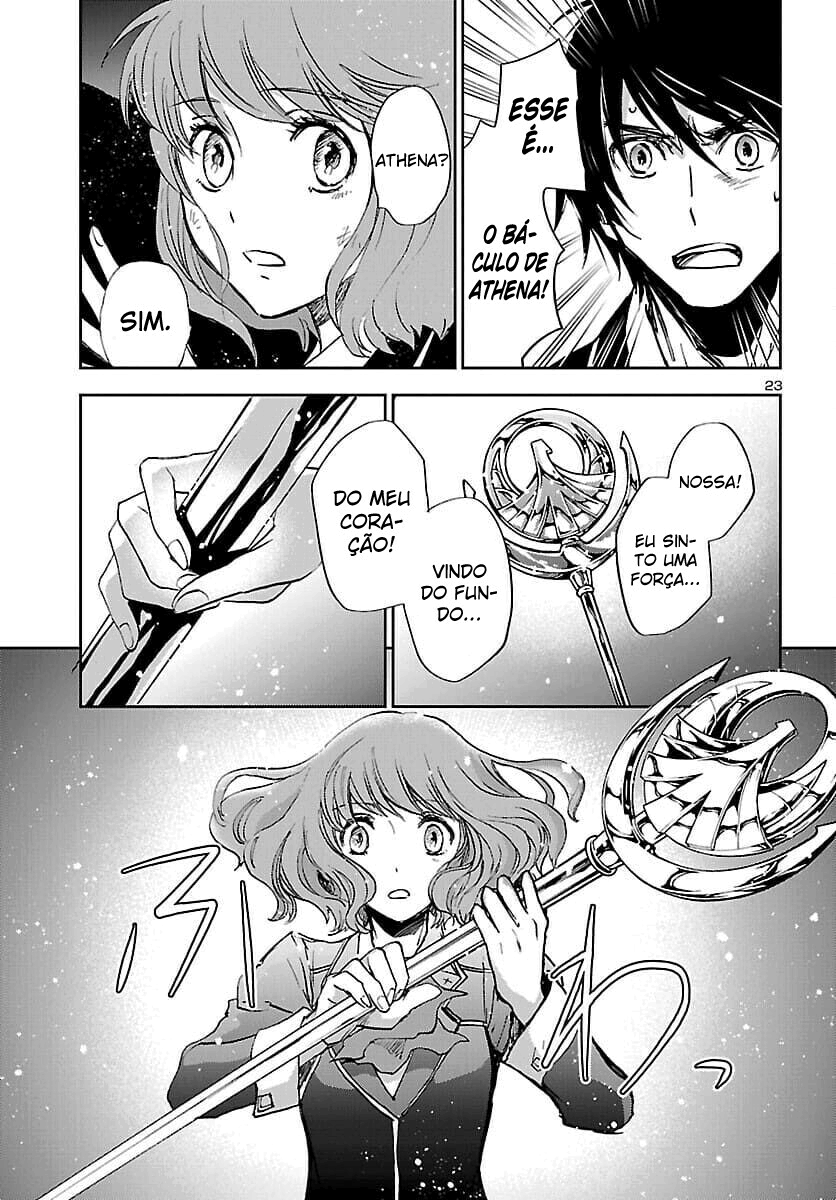 ESSE
É...
O BÁ-
CULO DE
ATHENA!
ATHENA?
SIM.
23
NOSSA!
EU SIN-
TO UMA
FORÇA...
VINDO
DO FUN-
DO...
DO MEU
CORA-
ÇÃO!
ふわ